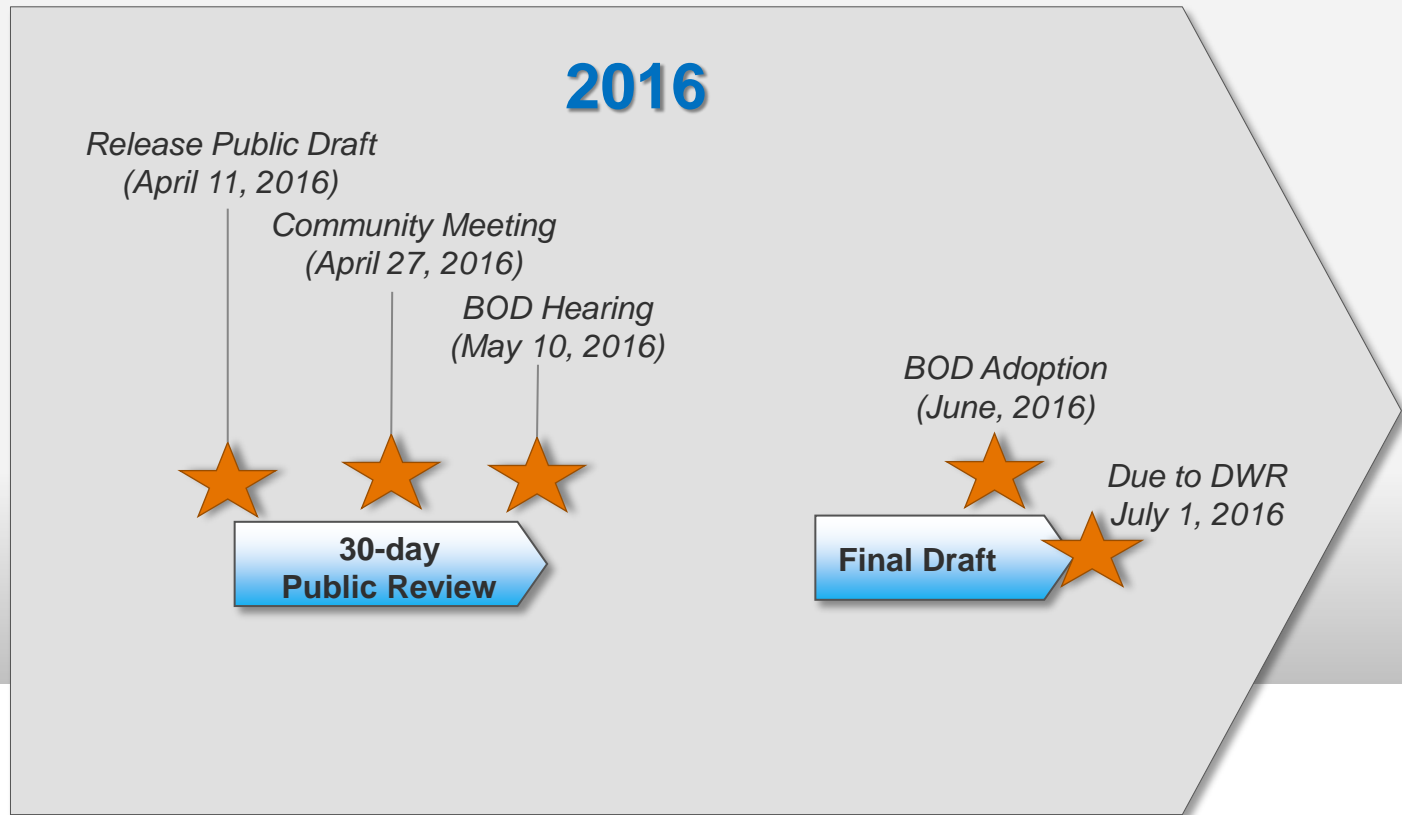 2016
Release Public Draft
(April 11, 2016)
Community Meeting
(April 27, 2016)
BOD Hearing
(May 10, 2016)
BOD Adoption
(June, 2016)
Due to DWR
July 1, 2016
30-day
Public Review
Final Draft